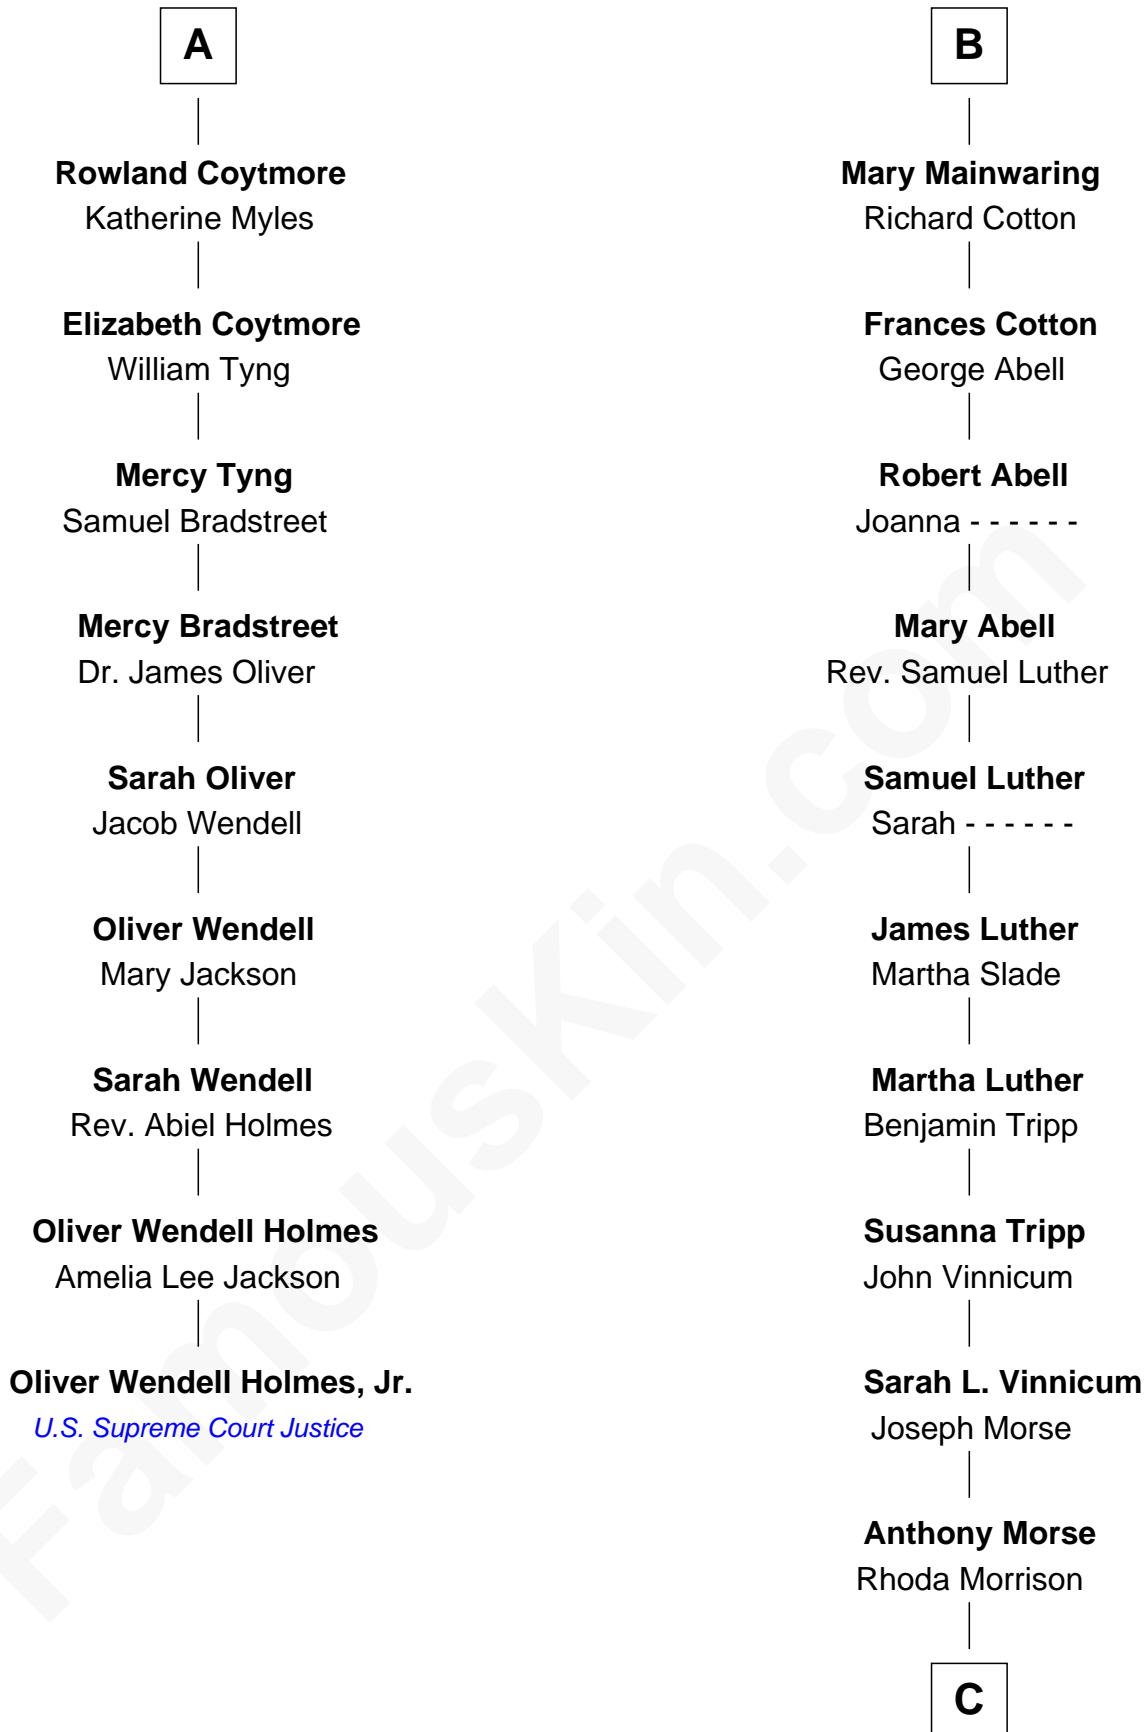 A
Rowland Coytmore
Katherine Myles
Elizabeth Coytmore
William Tyng
Mercy Tyng
Samuel Bradstreet
Mercy Bradstreet
Dr. James Oliver
Sarah Oliver
Jacob Wendell
Oliver Wendell
Mary Jackson
Sarah Wendell
Rev. Abiel Holmes
Oliver Wendell Holmes
Amelia Lee Jackson
Oliver Wendell Holmes, Jr.
U.S. Supreme Court Justice
B
Mary Mainwaring
Richard Cotton
Frances Cotton
George Abell
Robert Abell
Joanna - - - - - -
Mary Abell
Rev. Samuel Luther
Samuel Luther
Sarah - - - - - -
James Luther
Martha Slade
Martha Luther
Benjamin Tripp
Susanna Tripp
John Vinnicum
Sarah L. Vinnicum
Joseph Morse
Anthony Morse
Rhoda Morrison
C
FamousKin.com